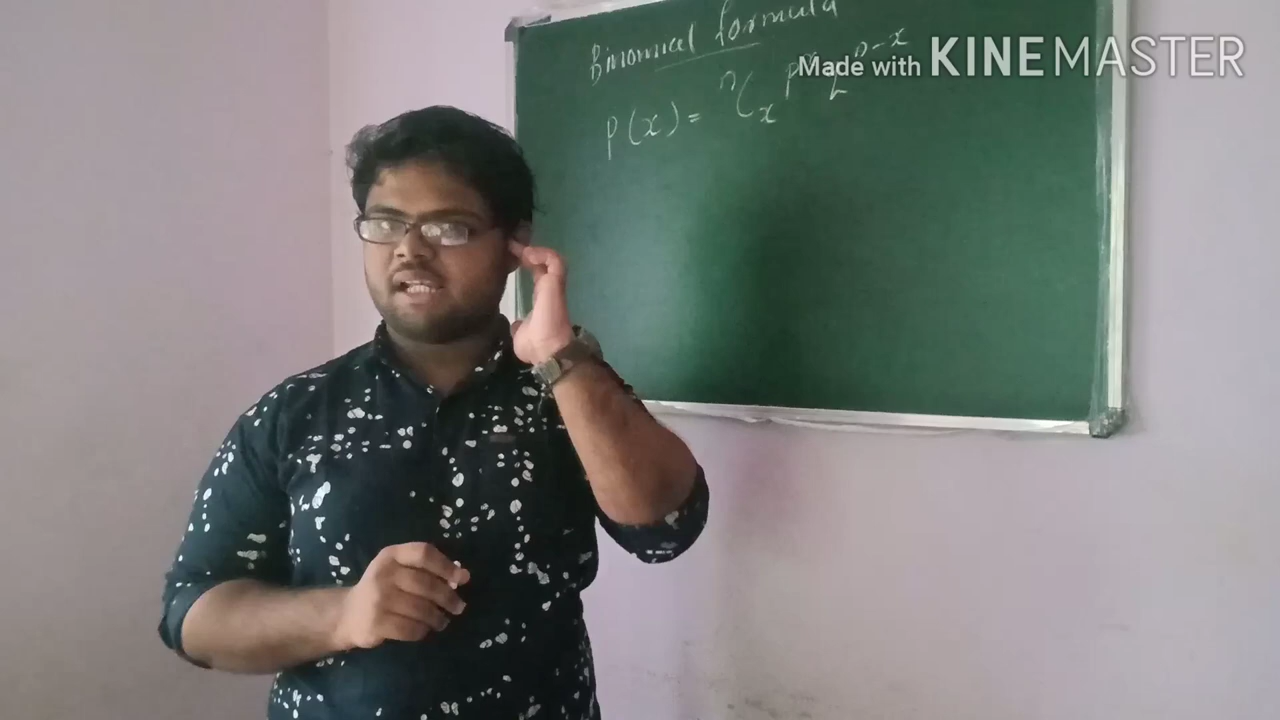 Binomial formula
P(x) = ⁿCₓ pˣ qⁿ⁻ˣ
Made with KINEMASTER